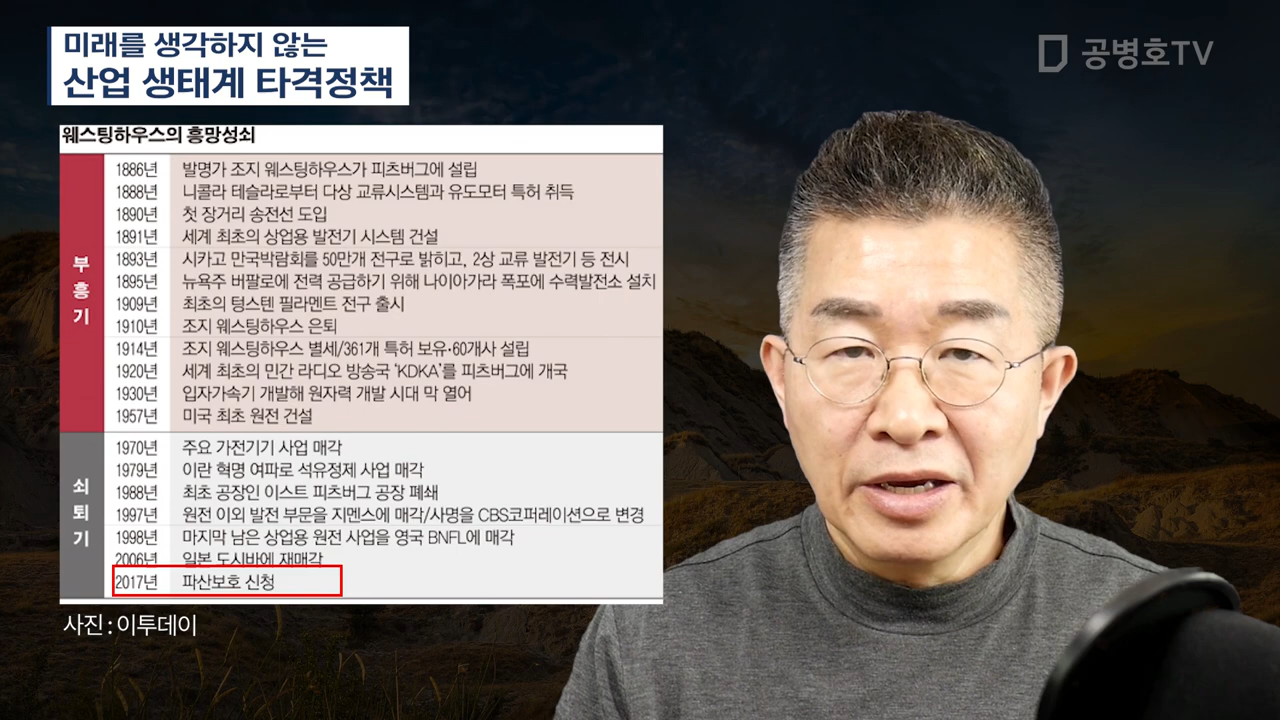 미래를 생각하지 않는
산업 생태계 타격정책
공병호TV
웨스팅하우스의 흥망성쇠
부흥기
1886년 발명가 조지 웨스팅하우스가 피츠버그에 설립
1888년 니콜라 테슬라로부터 다상 교류시스템과 유도모터 특허 취득
1890년 첫 장거리 송전선 도입
1891년 세계 최초의 상업용 발전기 시스템 건설
1893년 시카고 만국박람회를 50만개 전구로 밝히고, 2상 교류 발전기 등 전시
1895년 뉴욕주 버팔로에 전력 공급하기 위해 나이아가라 폭포에 수력발전소 설치
1909년 최초의 텅스텐 필라멘트 전구 출시
1910년 조지 웨스팅하우스 은퇴
1914년 조지 웨스팅하우스 별세/361개 특허 보유·60개사 설립
1920년 세계 최초의 민간 라디오 방송국 ‘KDKA’를 피츠버그에 개국
1930년 입자가속기 개발해 원자력 개발 시대 막 열어
1957년 미국 최초 원전 건설
쇠퇴기
1970년 주요 가전기기 사업 매각
1979년 이란 혁명 여파로 석유정제 사업 매각
1988년 최초 공장인 이스트 피츠버그 공장 폐쇄
1997년 원전 이외 발전 부문을 지멘스에 매각/사명을 CBS코퍼레이션으로 변경
1998년 마지막 남은 상업용 원전 사업을 영국 BNFL에 매각
2006년 일본 도시바에 재매각
2017년 파산보호 신청
사진 : 이투데이